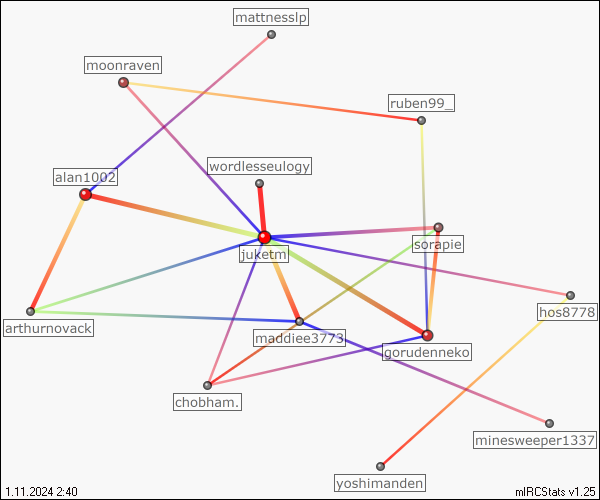 mattnesslp
moonraven
ruben99_
wordlesseulogy
alan1002
sorapie
juketm
hos8778
arthurnovack
maddiee3773
gorudenneko
chobham.
minesweeper1337
yoshimanden
1.11.2024 2:40
mIRCStats v1.25